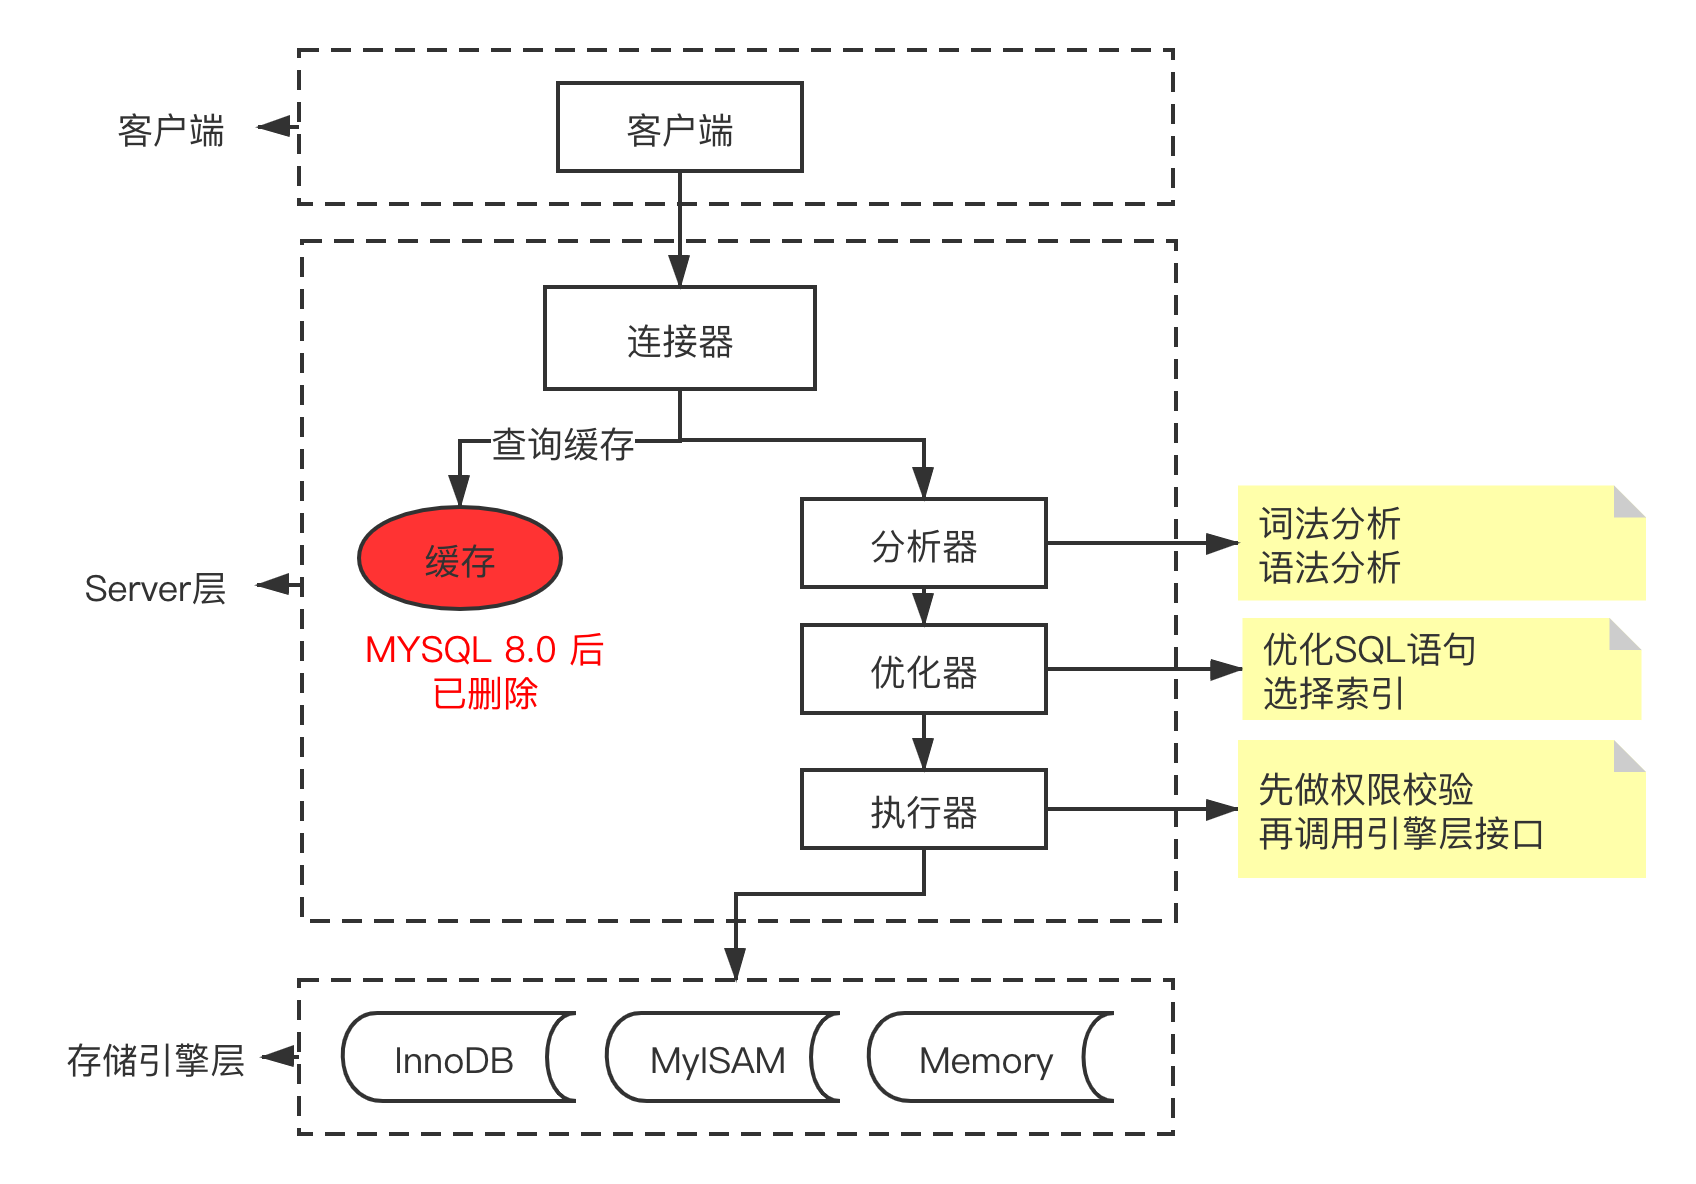 客户端
客户端
连接器
查询缓存
缓存
MYSQL 8.0 后
已删除
Server层
分析器
词法分析
语法分析
优化器
优化SQL语句
选择索引
执行器
先做权限校验
再调用引擎层接口
存储引擎层
InnoDB
MyISAM
Memory